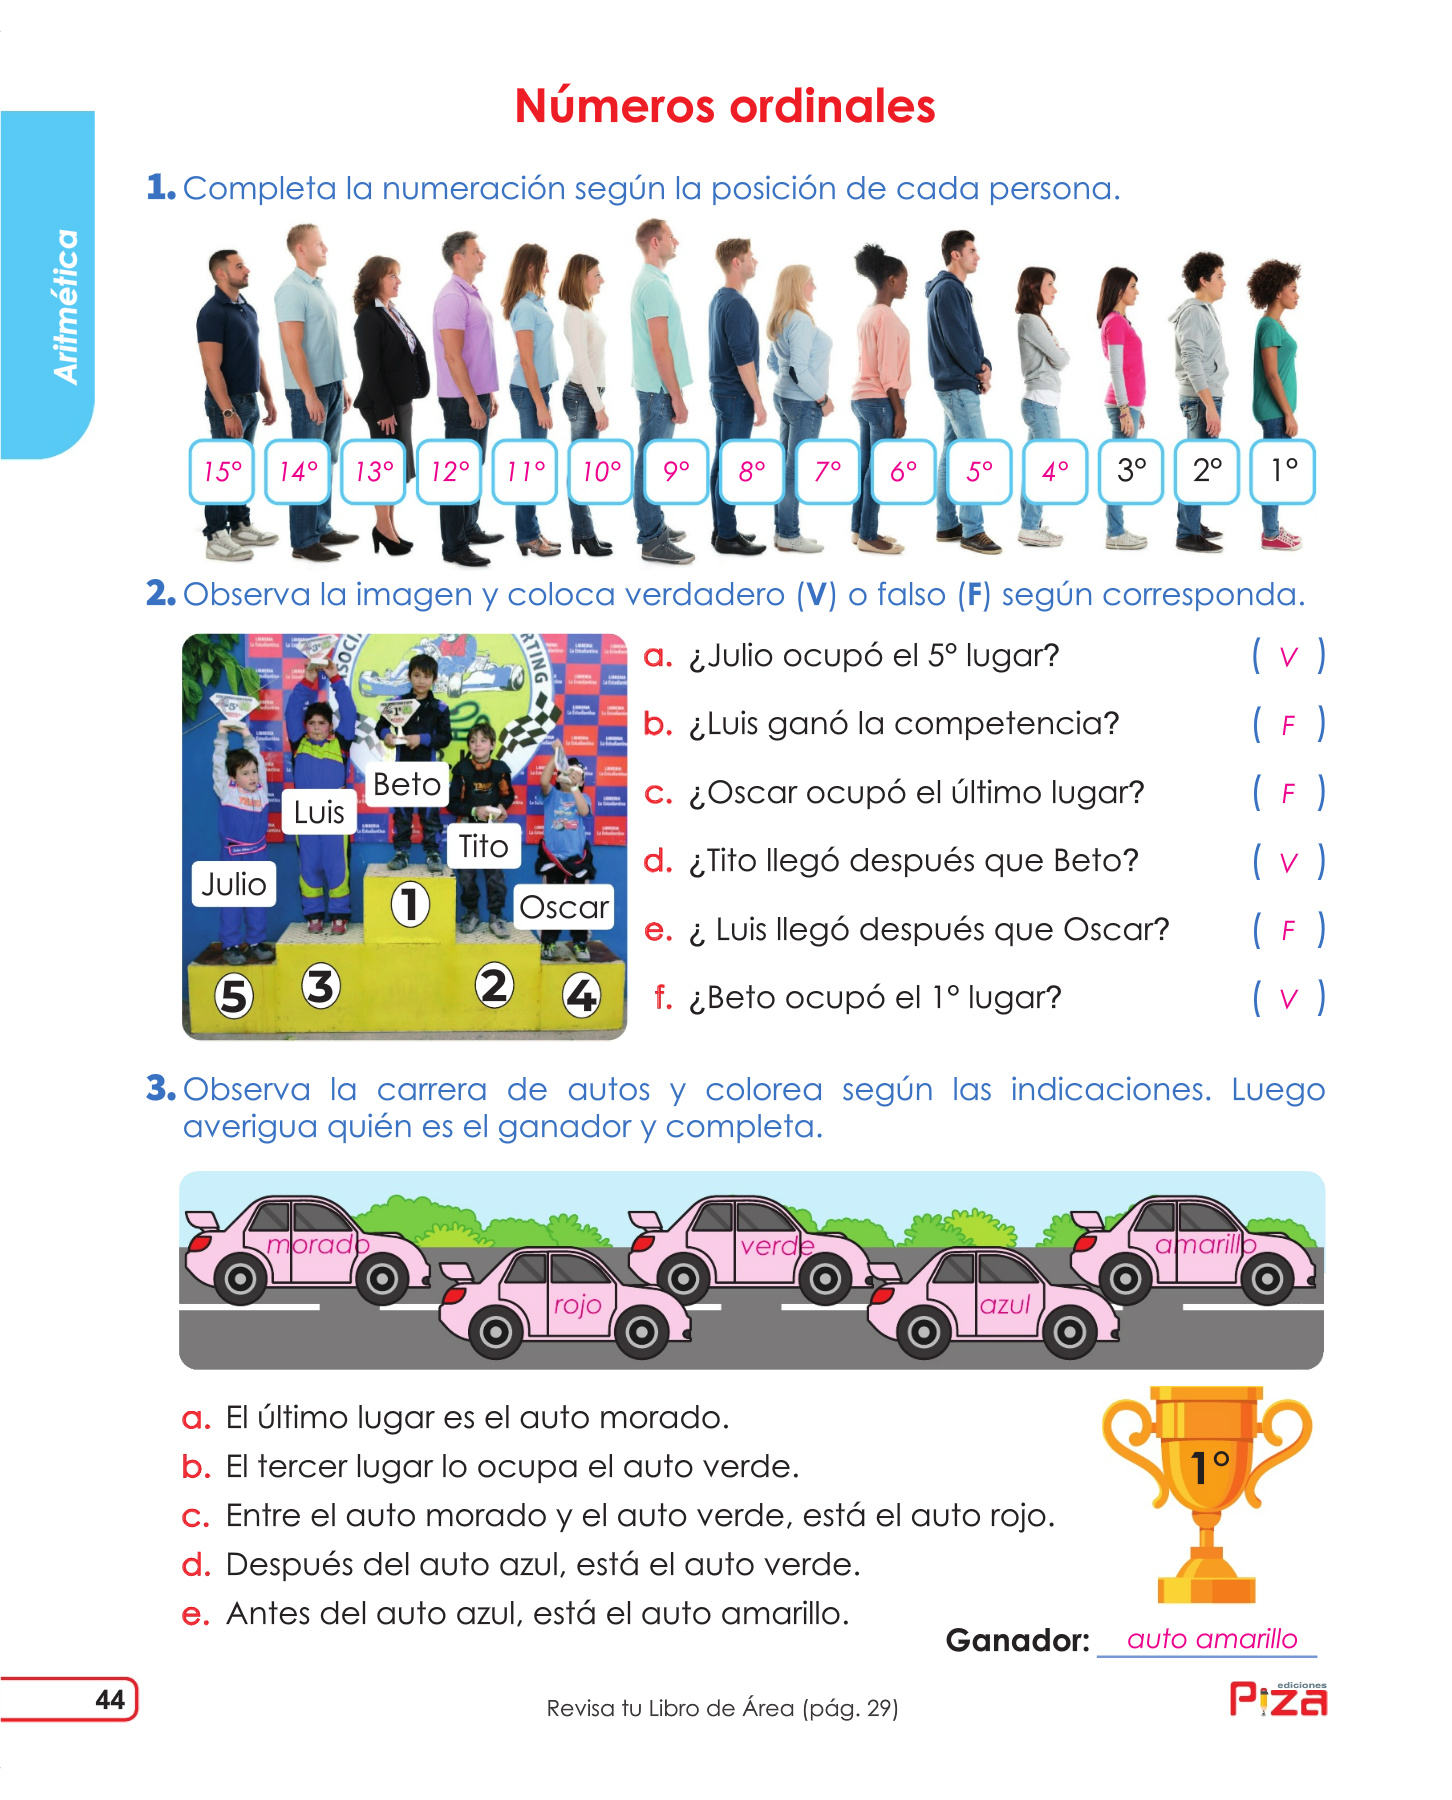 Números ordinales
Aritmética
1. Completa la numeración según la posición de cada persona.
15° 14° 13° 12° 11° 10° 9° 8° 7° 6° 5° 4° 3° 2° 1°
2. Observa la imagen y coloca verdadero (V) o falso (F) según corresponda.
Beto
Luis
Tito
Julio
Oscar
1
5 3 2 4
a. ¿Julio ocupó el 5° lugar? ( V )
b. ¿Luis ganó la competencia? ( F )
c. ¿Oscar ocupó el último lugar? ( F )
d. ¿Tito llegó después que Beto? ( V )
e. ¿ Luis llegó después que Oscar? ( F )
f. ¿Beto ocupó el 1° lugar? ( V )
3. Observa la carrera de autos y colorea según las indicaciones. Luego
averigua quién es el ganador y completa.
morado verde amarillo
rojo azul
a. El último lugar es el auto morado.
b. El tercer lugar lo ocupa el auto verde.
c. Entre el auto morado y el auto verde, está el auto rojo.
d. Después del auto azul, está el auto verde.
e. Antes del auto azul, está el auto amarillo.
1°
Ganador: auto amarillo
44
Revisa tu Libro de Área (pág. 29)
ediciones
Piza